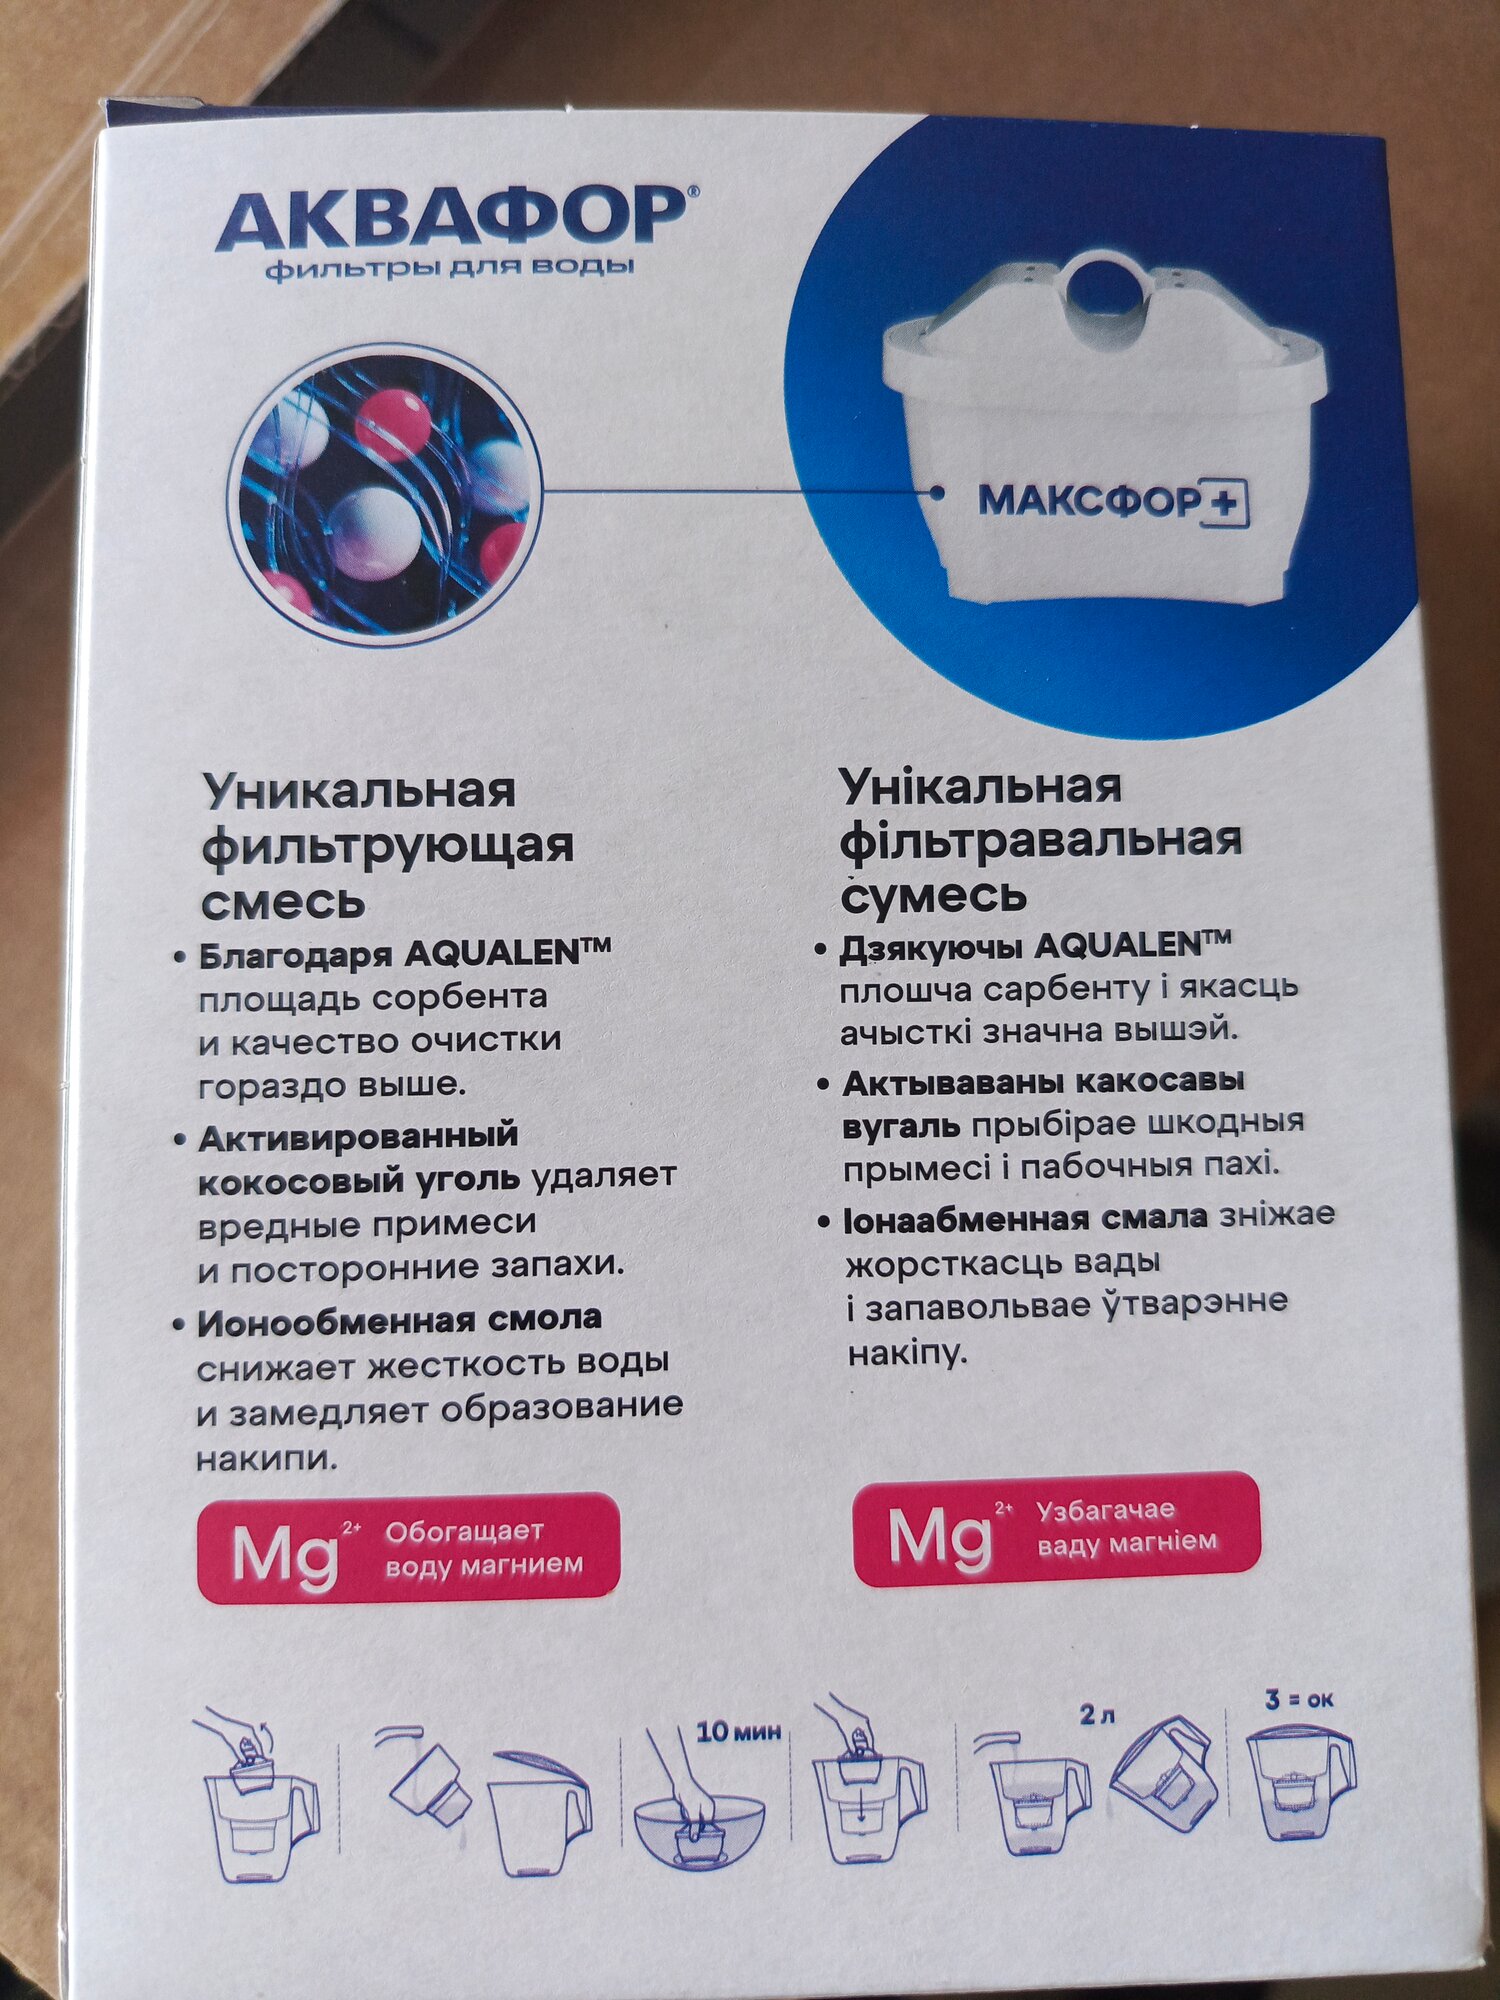 АКВАФОР®
фильтры для воды
МАКСФОР+
Уникальная
фильтрующая
смесь
• Благодаря AQUALEN™
площадь сорбента
и качество очистки
гораздо выше.
• Активированный
кокосовый уголь удаляет
вредные примеси
и посторонние запахи.
• Ионообменная смола
снижает жесткость воды
и замедляет образование
накипи.
Mg²⁺ Обогащает
воду магнием
Унікальная
фільтравальная
сумесь
• Дзякуючы AQUALEN™
плошча сарбенту і якасць
ачысткі значна вышэй.
• Актываваны какосавы
вугаль прыбірае шкодныя
прымесі і пабочныя пахі.
• Іонаабменная смала зніжае
жорсткасць вады
і запавольвае ўтварэнне
накіпу.
Mg²⁺ Узбагачае
ваду магніем
10 мин
2 л
3 = ок